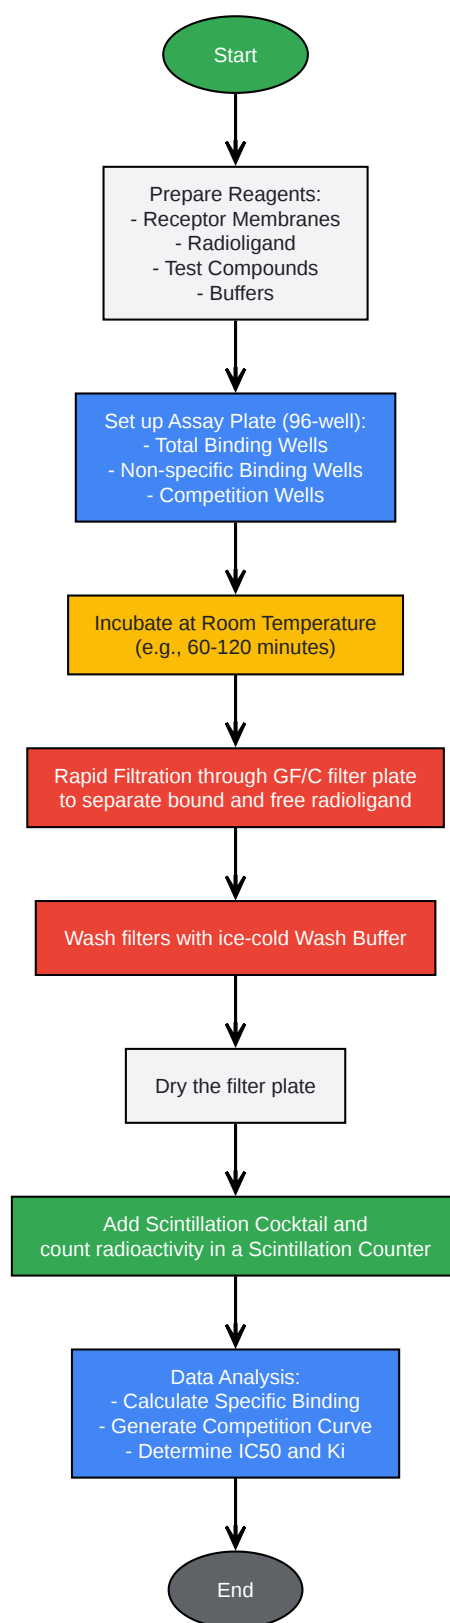 Start
Prepare Reagents:
- Receptor Membranes
- Radioligand
- Test Compounds
- Buffers
Set up Assay Plate (96-well):
- Total Binding Wells
- Non-specific Binding Wells
- Competition Wells
Incubate at Room Temperature
(e.g., 60-120 minutes)
Rapid Filtration through GF/C filter plate
to separate bound and free radioligand
Wash filters with ice-cold Wash Buffer
Dry the filter plate
Add Scintillation Cocktail and
count radioactivity in a Scintillation Counter
Data Analysis:
- Calculate Specific Binding
- Generate Competition Curve
- Determine IC50 and Ki
End